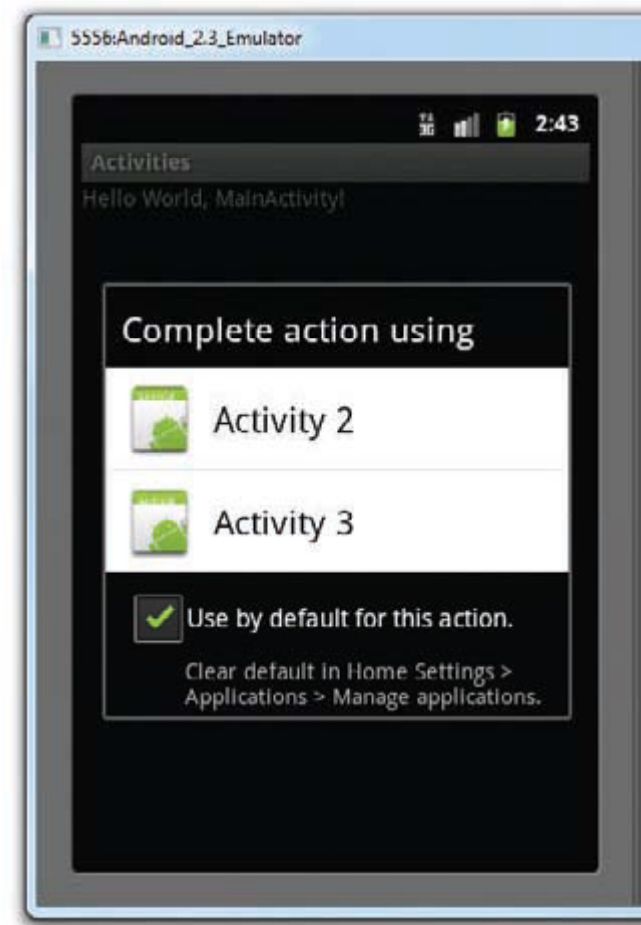 5556:Android_2.3_Emulator
3G 2:43
Activities
Hello World, MainActivity!
Complete action using
Activity 2
Activity 3
Use by default for this action.
Clear default in Home Settings >
Applications > Manage applications.